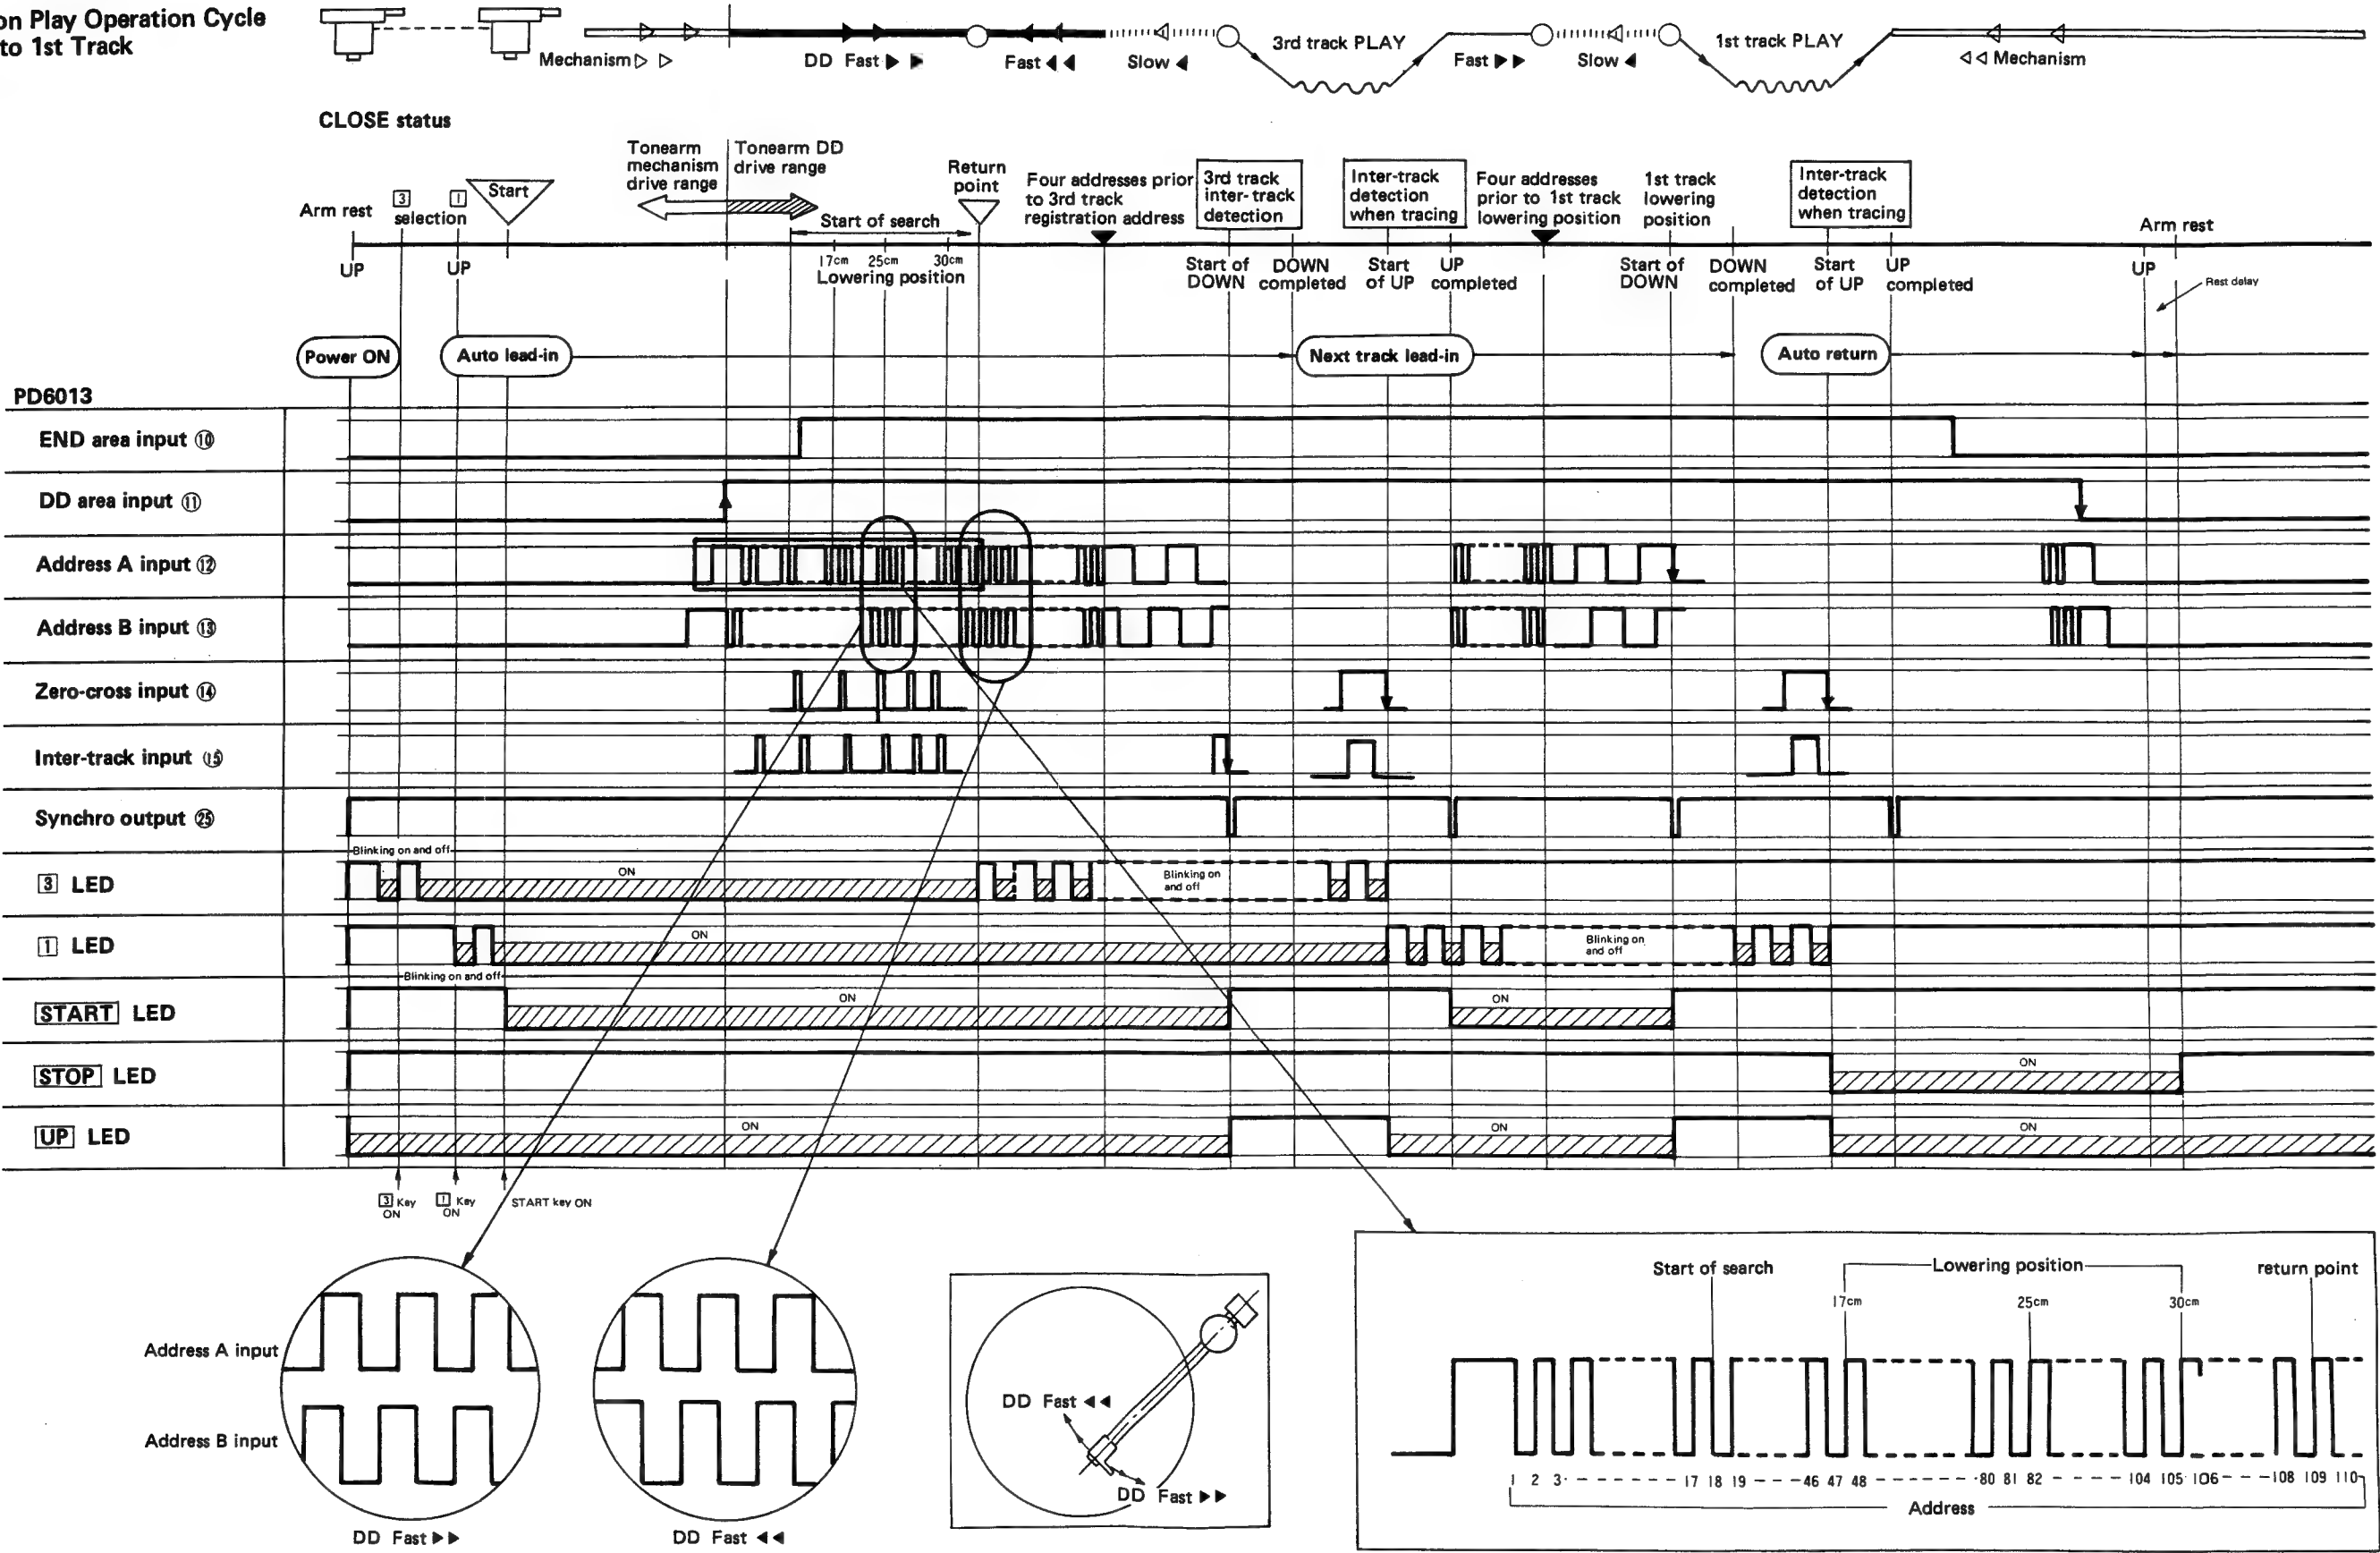 on Play Operation Cycle
to 1st Track
Mechanism ▷ ▷
DD Fast ▶ ▶
Fast ◀◀
Slow ◀
3rd track PLAY
Fast ▶▶
Slow ◀
1st track PLAY
◁◁ Mechanism
CLOSE status
Arm rest
3
1
selection
Start
Tonearm
mechanism
drive range
Tonearm DD
drive range
Start of search
Return
point
Four addresses prior
to 3rd track
registration address
3rd track
inter-track
detection
Inter-track
detection
when tracing
Four addresses
prior to 1st track
lowering position
1st track
lowering
position
Inter-track
detection
when tracing
Arm rest
UP
UP
17cm 25cm 30cm
Lowering position
Start of
DOWN
DOWN
completed
Start
of UP
UP
completed
Start of
DOWN
DOWN
completed
Start
of UP
UP
completed
UP
Rest delay
Power ON
Auto lead-in
Next track lead-in
Auto return
PD6013
END area input ⑩
DD area input ⑪
Address A input ⑫
Address B input ⑬
Zero-cross input ⑭
Inter-track input ⑮
Synchro output ㉕
Blinking on and off
3 LED
ON
Blinking on
and off
1 LED
ON
Blinking on
and off
Blinking on and off
START LED
ON
ON
STOP LED
ON
UP LED
ON
ON
ON
3 Key
ON
1 Key
ON
START key ON
Address A input
Address B input
DD Fast ▶▶
DD Fast ◀◀
DD Fast ◀◀
DD Fast ▶▶
Start of search
Lowering position
return point
17cm
25cm
30cm
1 2 3 - - - - - - - 17 18 19 - - - 46 47 48 - - - - - - - 80 81 82 - - - - 104 105 106 - - - 108 109 110
Address